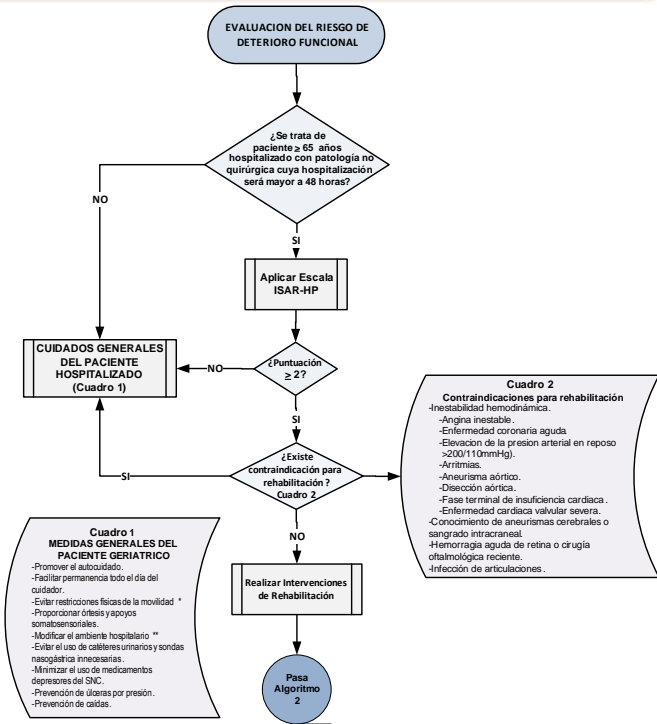 EVALUACION DEL RIESGO DE
DETERIORO FUNCIONAL
¿Se trata de
paciente ≥ 65 años
hospitalizado con patología no
quirúrgica cuya hospitalización
será mayor a 48 horas?
NO
SI
Aplicar Escala
ISAR-HP
CUIDADOS GENERALES
DEL PACIENTE
HOSPITALIZADO
(Cuadro 1)
NO
¿Puntuación
≥ 2?
SI
¿Existe
contraindicación para
rehabilitación ?
Cuadro 2
SI
NO
Realizar Intervenciones
de Rehabilitación
Pasa
Algoritmo
2
Cuadro 2
Contraindicaciones para rehabilitación
-Inestabilidad hemodinámica.
-Angina inestable.
-Enfermedad coronaria aguda
-Elevacion de la presion arterial en reposo
>200/110mmHg).
-Arritmias.
-Aneurisma aórtico.
-Disección aórtica.
-Fase terminal de insuficiencia cardiaca .
-Enfermedad cardiaca valvular severa.
-Conocimiento de aneurismas cerebrales o
sangrado intracraneal.
-Hemorragia aguda de retina o cirugía
oftalmológica reciente.
-Infección de articulaciones .
Cuadro 1
MEDIDAS GENERALES DEL
PACIENTE GERIATRICO
-Promover el autocuidado.
-Facilitar permanencia todo el día del
cuidador.
-Evitar restricciones físicas de la movilidad *
-Proporcionar órtesis y apoyos
somatosensoriales.
-Modificar el ambiente hospitalario **
-Evitar el uso de catéteres urinarios y sondas
nasogástrica innecesarias .
-Minimizar el uso de medicamentos
depresores del SNC.
-Prevención de úlceras por presión .
-Prevención de caídas.